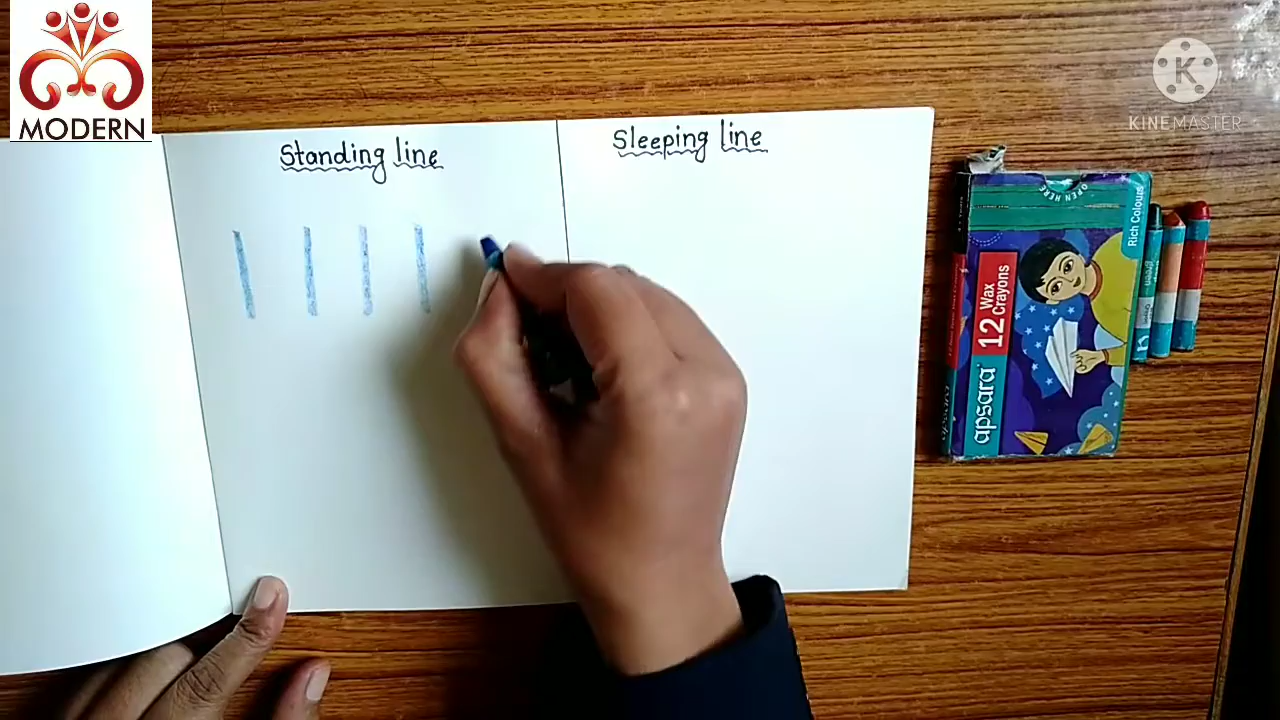 MODERN
K
KINEMASTER
Standing line
Sleeping line
OPEN HERE
Rich Colours
12 Wax Crayons
apsara